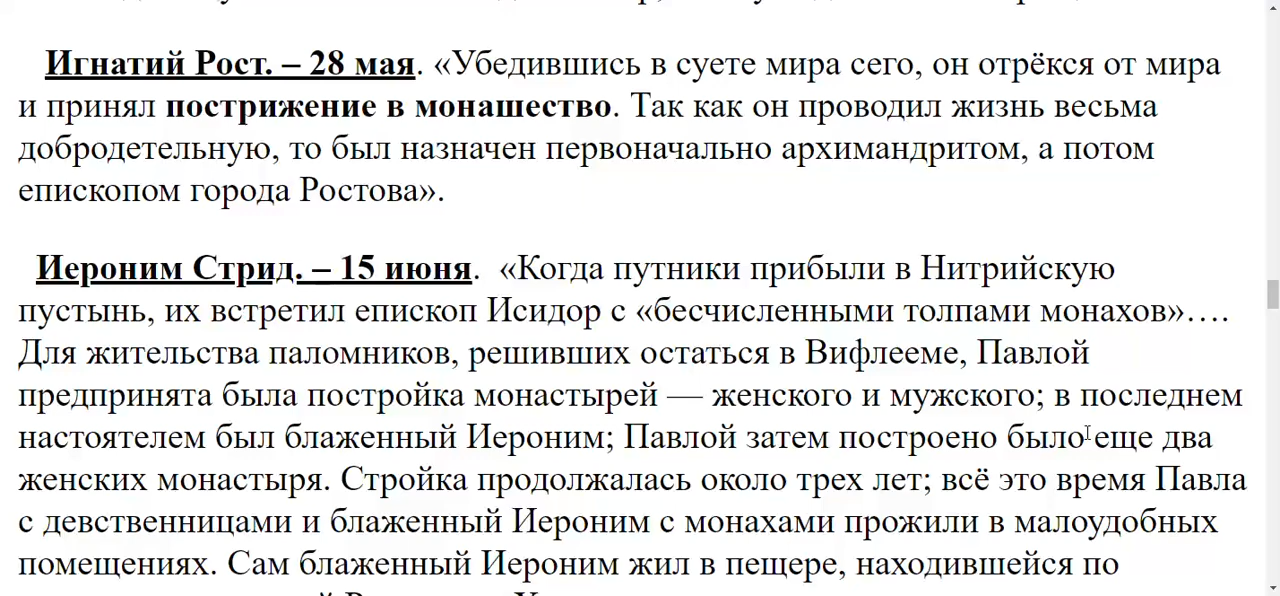 Игнатий Рост. – 28 мая. «Убедившись в суете мира сего, он отрёкся от мира
и принял пострижение в монашество. Так как он проводил жизнь весьма
добродетельную, то был назначен первоначально архимандритом, а потом
епископом города Ростова».
Иероним Стрид. – 15 июня. «Когда путники прибыли в Нитрийскую
пустынь, их встретил епископ Исидор с «бесчисленными толпами монахов»….
Для жительства паломников, решивших остаться в Вифлееме, Павлой
предпринята была постройка монастырей — женского и мужского; в последнем
настоятелем был блаженный Иероним; Павлой затем построено было еще два
женских монастыря. Стройка продолжалась около трех лет; всё это время Павла
с девственницами и блаженный Иероним с монахами прожили в малоудобных
помещениях. Сам блаженный Иероним жил в пещере, находившейся по